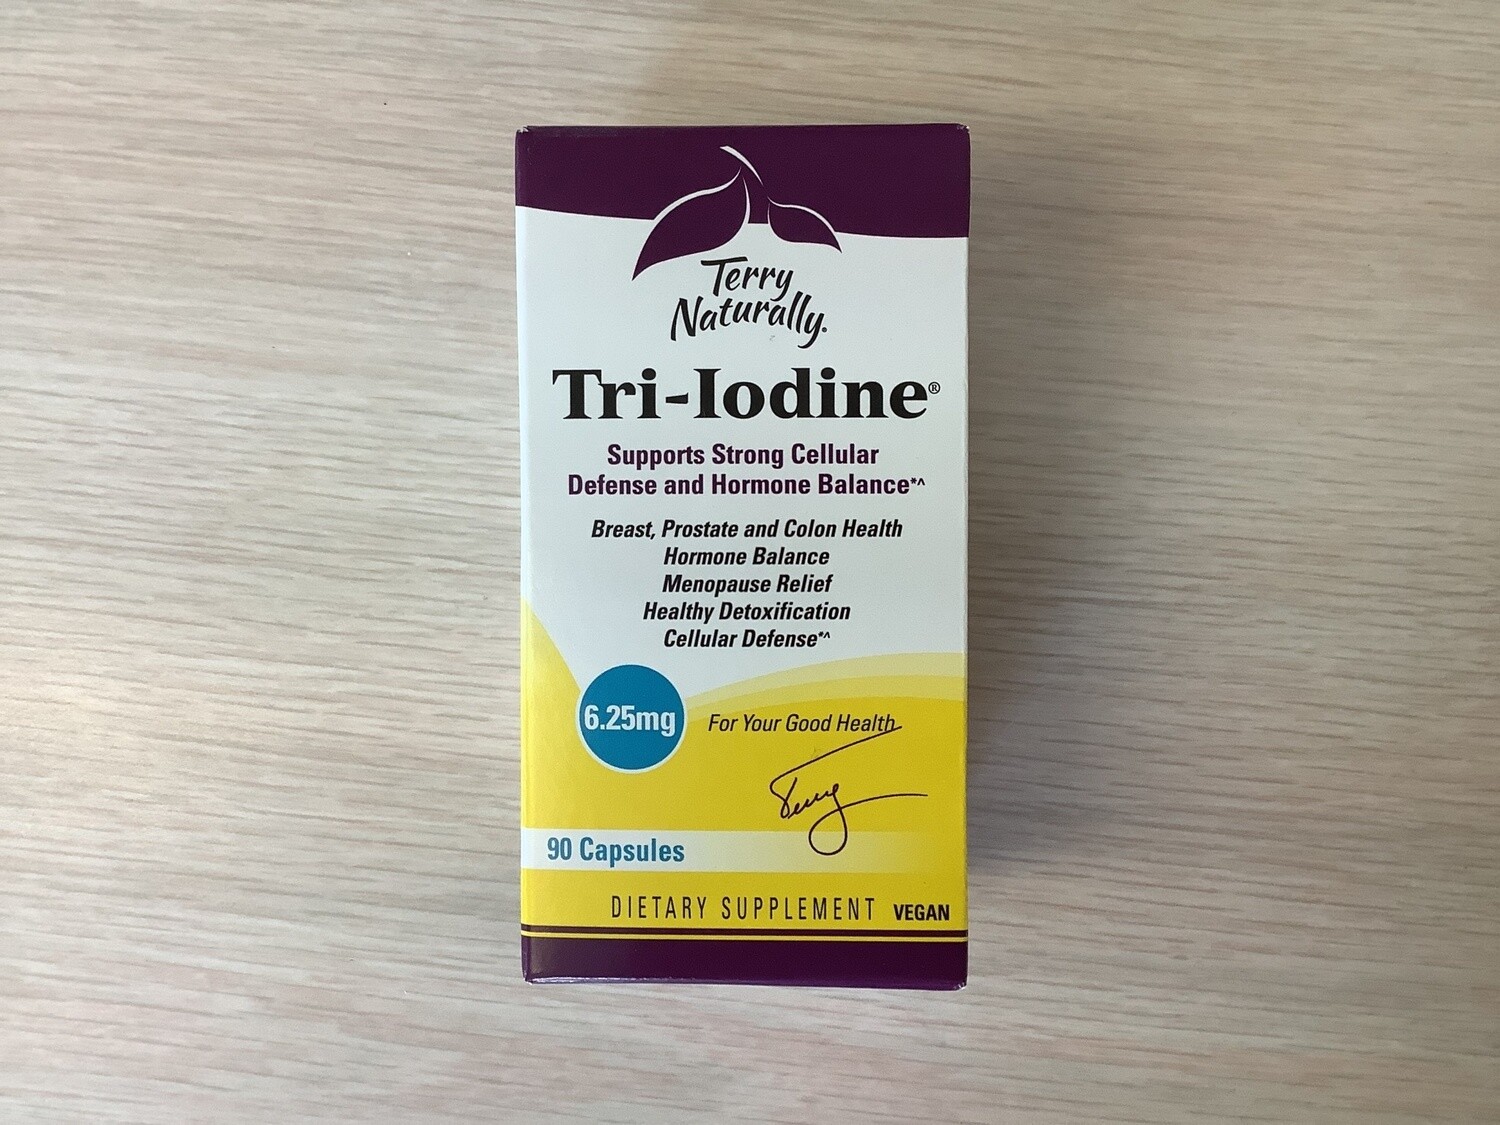 Terry
Naturally.
Tri-Iodine®
Supports Strong Cellular
Defense and Hormone Balance*^
Breast, Prostate and Colon Health
Hormone Balance
Menopause Relief
Healthy Detoxification
Cellular Defense*^
6.25mg
For Your Good Health
Terry
90 Capsules
DIETARY SUPPLEMENT VEGAN